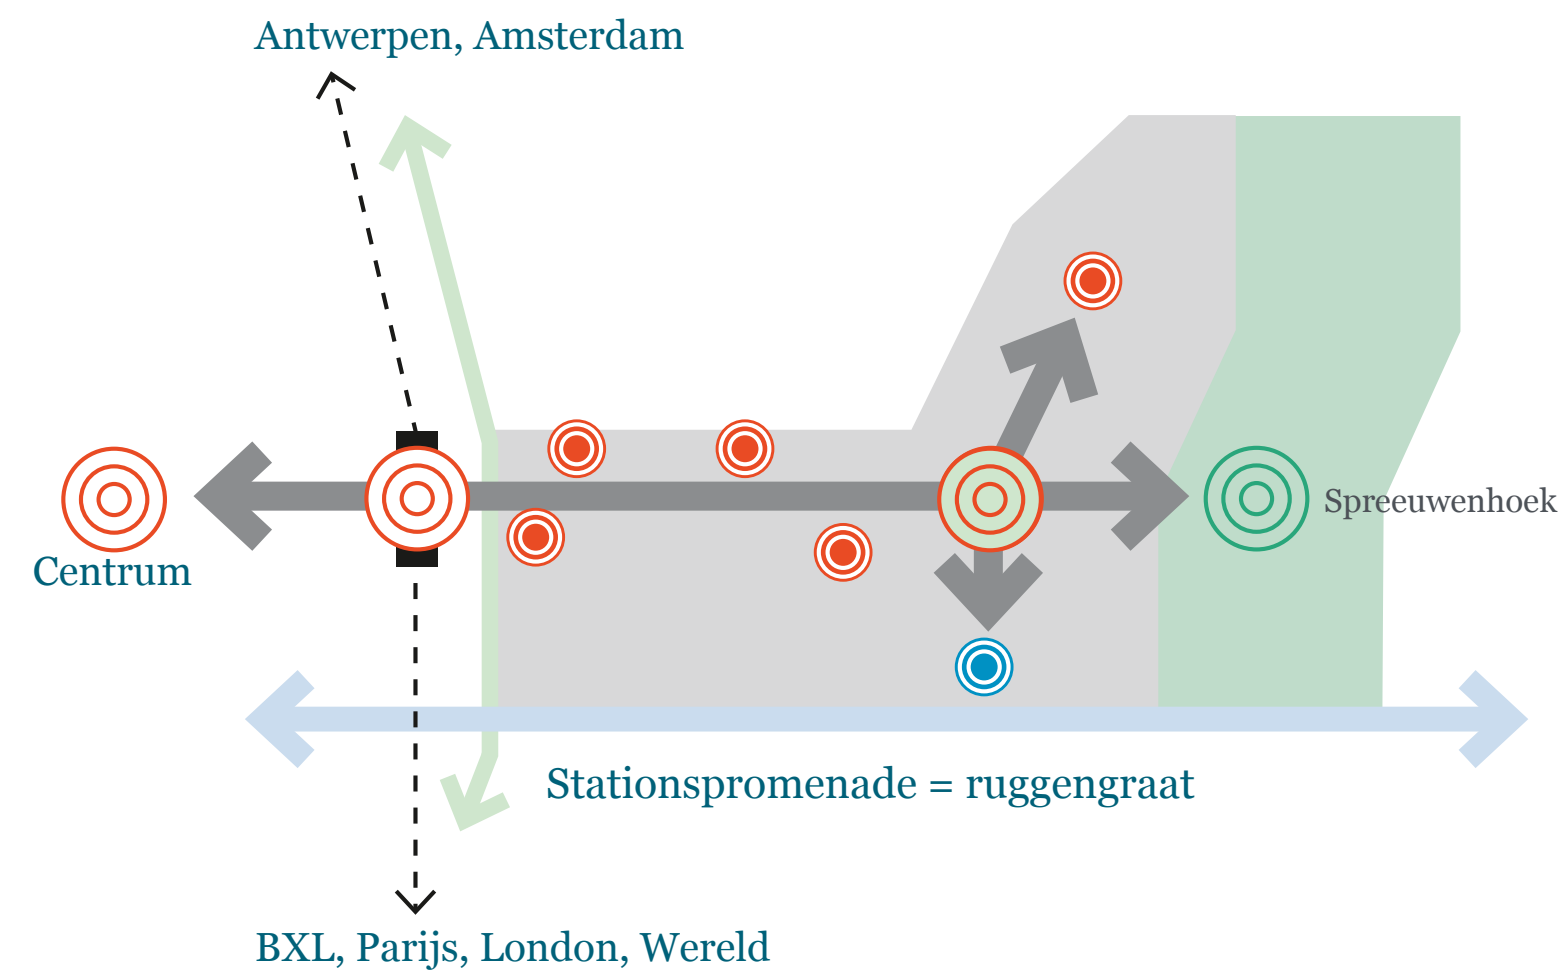 Antwerpen, Amsterdam
Spreeuwenhoek
Centrum
Stationspromenade = ruggengraat
BXL, Parijs, London, Wereld